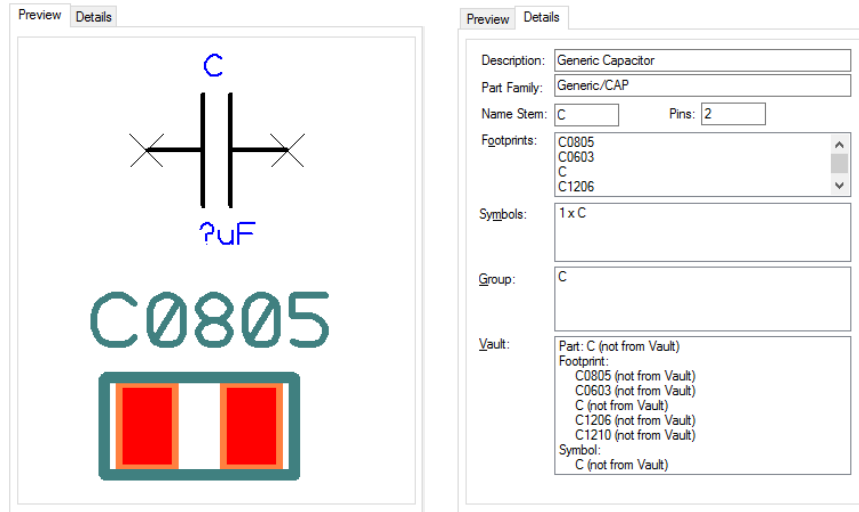 Preview Details
C
?uF
C0805
Preview Details
Description: Generic Capacitor
Part Family: Generic/CAP
Name Stem: C Pins: 2
Footprints: C0805
C0603
C
C1206
Symbols: 1 x C
Group: C
Vault: Part: C (not from Vault)
Footprint:
C0805 (not from Vault)
C0603 (not from Vault)
C (not from Vault)
C1206 (not from Vault)
C1210 (not from Vault)
Symbol:
C (not from Vault)